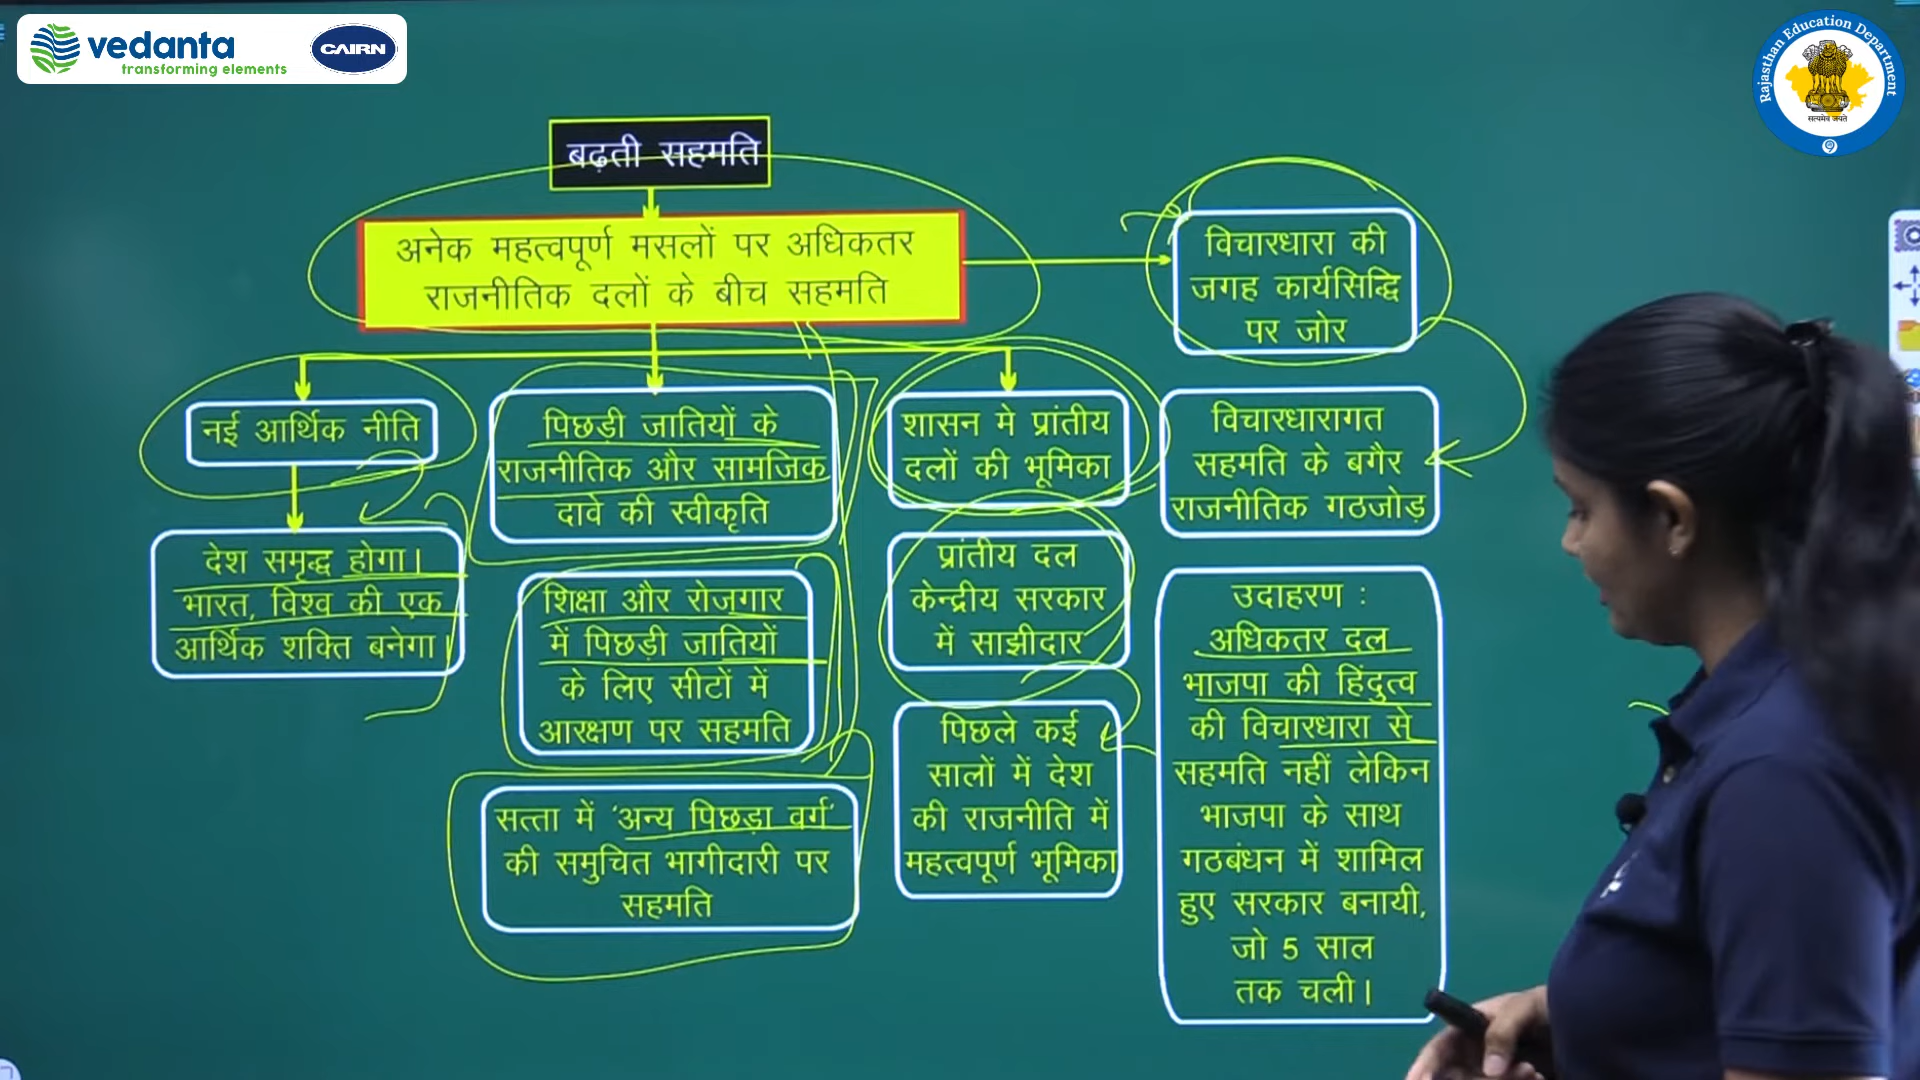 vedanta
transforming elements
CAIRN
Rajasthan Education Department
सत्यमेव जयते
बढ़ती सहमति
अनेक महत्वपूर्ण मसलों पर अधिकतर
राजनीतिक दलों के बीच सहमति
विचारधारा की
जगह कार्यसिद्धि
पर जोर
नई आर्थिक नीति
देश समृद्ध होगा।
भारत, विश्व की एक
आर्थिक शक्ति बनेगा।
पिछड़ी जातियों के
राजनीतिक और सामजिक
दावे की स्वीकृति
शिक्षा और रोजगार
में पिछड़ी जातियों
के लिए सीटों में
आरक्षण पर सहमति
सत्ता में 'अन्य पिछड़ा वर्ग'
की समुचित भागीदारी पर
सहमति
शासन मे प्रांतीय
दलों की भूमिका
प्रांतीय दल
केन्द्रीय सरकार
में साझीदार
पिछले कई
सालों में देश
की राजनीति में
महत्वपूर्ण भूमिका
विचारधारागत
सहमति के बगैर
राजनीतिक गठजोड़
उदाहरण :
अधिकतर दल
भाजपा की हिंदुत्व
की विचारधारा से
सहमति नहीं लेकिन
भाजपा के साथ
गठबंधन में शामिल
हुए सरकार बनायी,
जो 5 साल
तक चली।